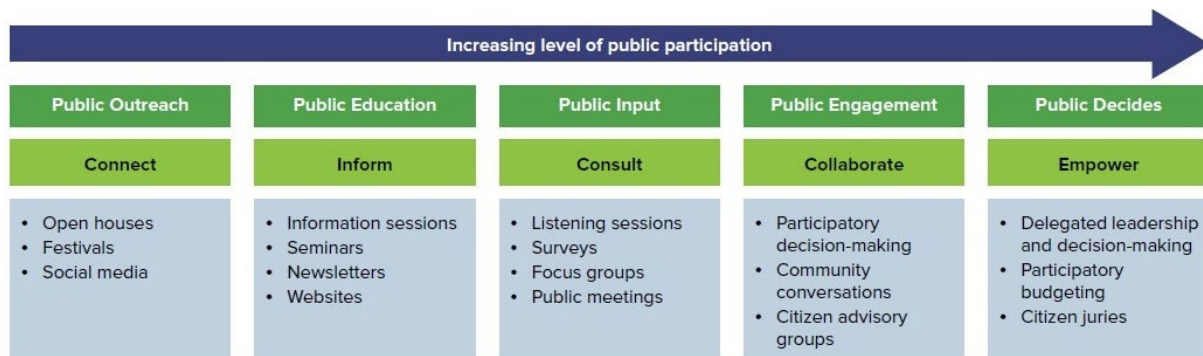 Increasing level of public participation
Public Outreach
Connect
• Open houses
• Festivals
• Social media
Public Education
Inform
• Information sessions
• Seminars
• Newsletters
• Websites
Public Input
Consult
• Listening sessions
• Surveys
• Focus groups
• Public meetings
Public Engagement
Collaborate
• Participatory
decision-making
• Community
conversations
• Citizen advisory
groups
Public Decides
Empower
• Delegated leadership
and decision-making
• Participatory
budgeting
• Citizen juries